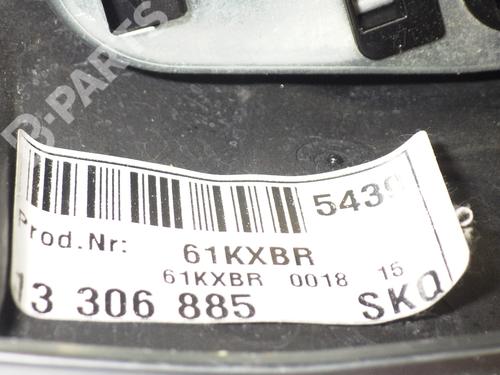 B-PARTS
5439
Prod.Nr: 61KXBR
61KXBR 0018 15
13 306 885 SKQ